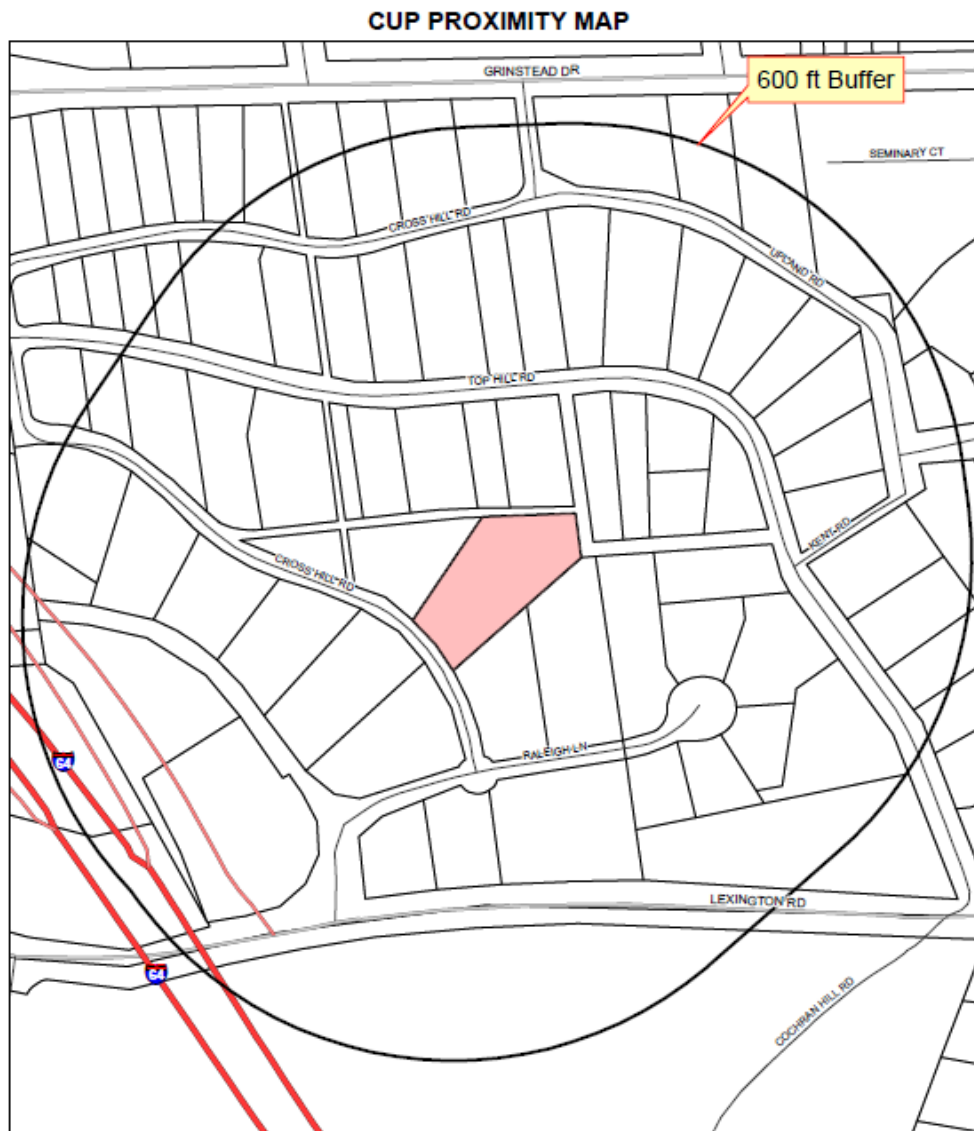 CUP PROXIMITY MAP
GRINSTEAD DR
600 ft Buffer
SEMINARY CT
CROSS HILL RD
UPLAND RD
TOP HILL RD
KENT RD
CROSS HILL RD
RALEIGH LN
64
LEXINGTON RD
64
COCHRAN HILL RD